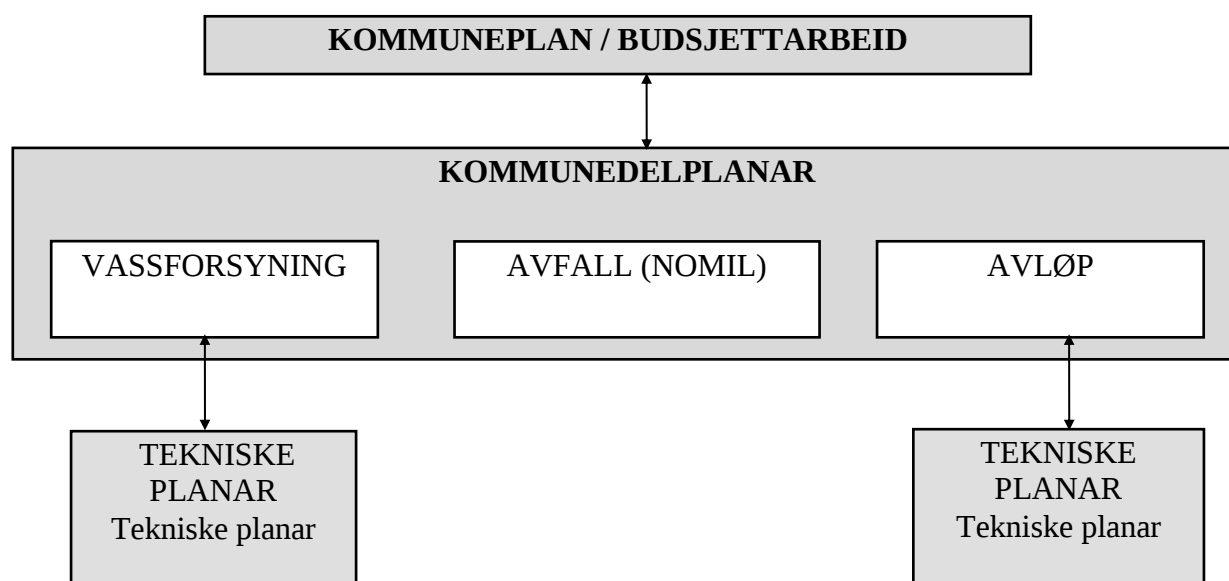 KOMMUNEPLAN / BUDSJETTARBEID
KOMMUNEDELPLANAR
VASSFORSYNING
AVFALL (NOMIL)
AVLØP
TEKNISKE
PLANAR
Tekniske planar
TEKNISKE
PLANAR
Tekniske planar